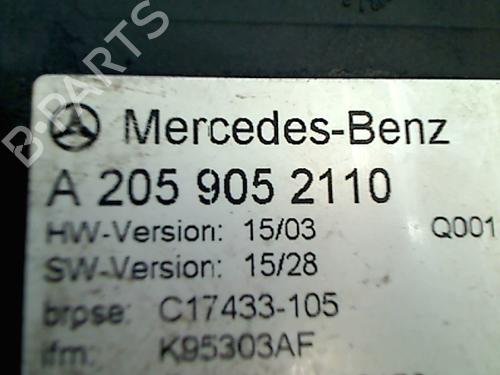 Mercedes-Benz
A 205 905 2110
HW-Version: 15/03 Q001
SW-Version: 15/28
brpse: C17433-105
ifm: K95303AF
B-PARTS